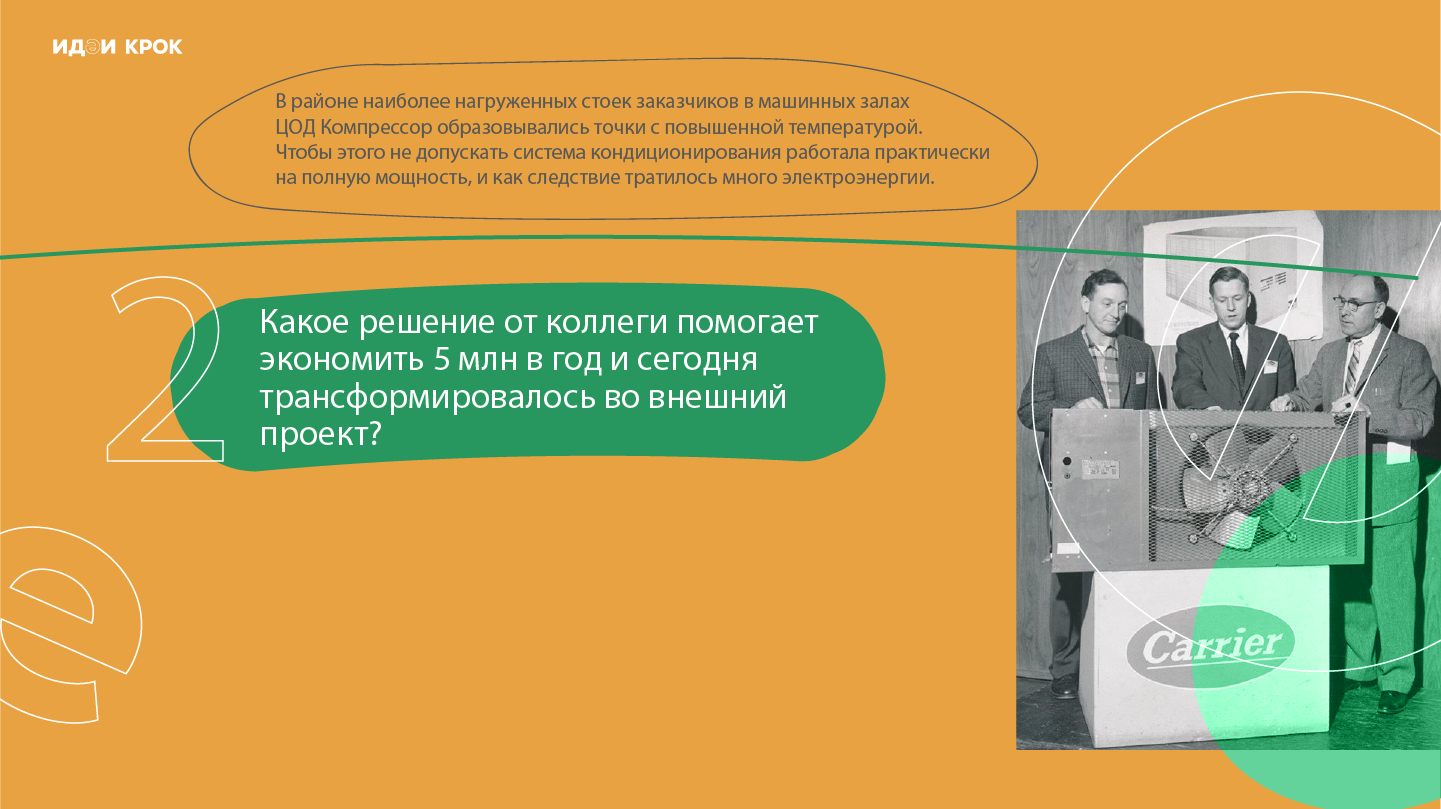 идэи крок
В районе наиболее нагруженных стоек заказчиков в машинных залах
ЦОД Компрессор образовывались точки с повышенной температурой.
Чтобы этого не допускать система кондиционирования работала практически
на полную мощность, и как следствие тратилось много электроэнергии.
2
Какое решение от коллеги помогает
экономить 5 млн в год и сегодня
трансформировалось во внешний
проект?
е
Carrier